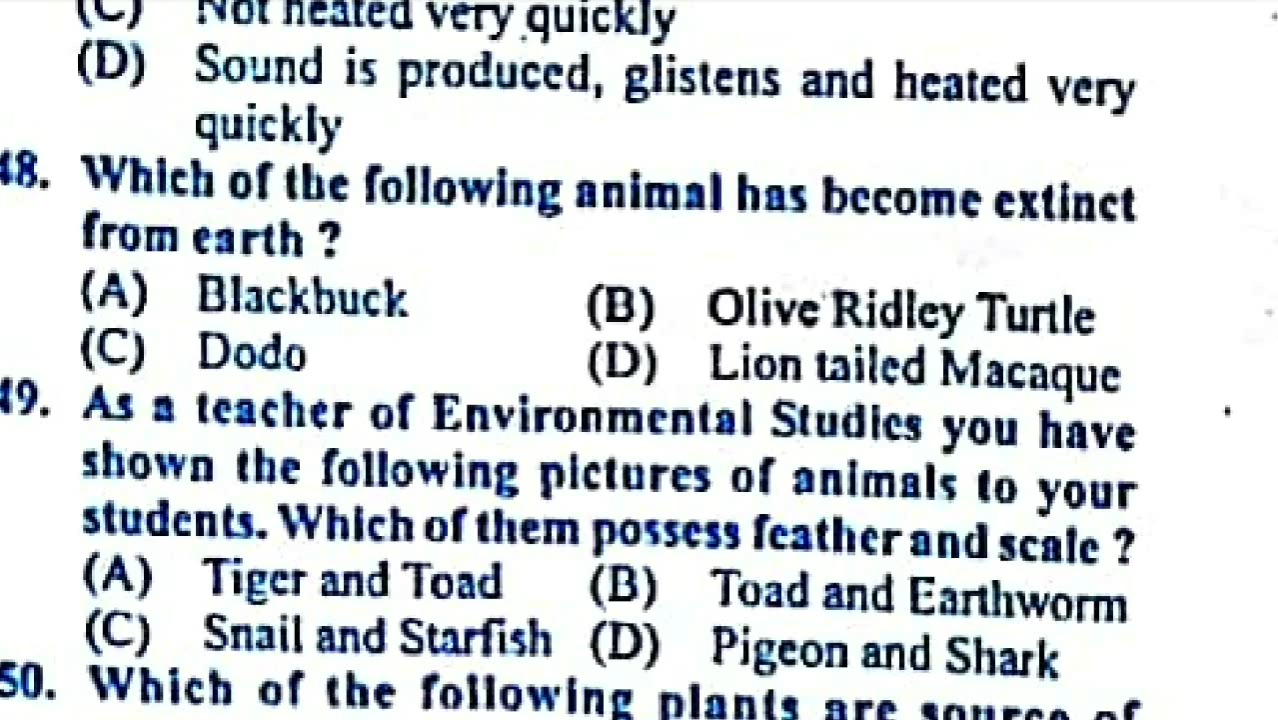 (C) Not heated very quickly
(D) Sound is produced, glistens and heated very
quickly
48. Which of the following animal has become extinct
from earth ?
(A) Blackbuck (B) Olive Ridley Turtle
(C) Dodo (D) Lion tailed Macaque
49. As a teacher of Environmental Studies you have
shown the following pictures of animals to your
students. Which of them possess feather and scale ?
(A) Tiger and Toad (B) Toad and Earthworm
(C) Snail and Starfish (D) Pigeon and Shark
50. Which of the following plants are source of